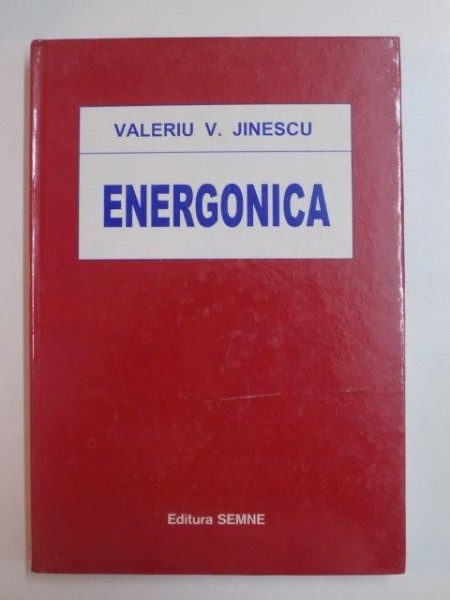 VALERIU V. JINESCU
ENERGONICA
Editura SEMNE